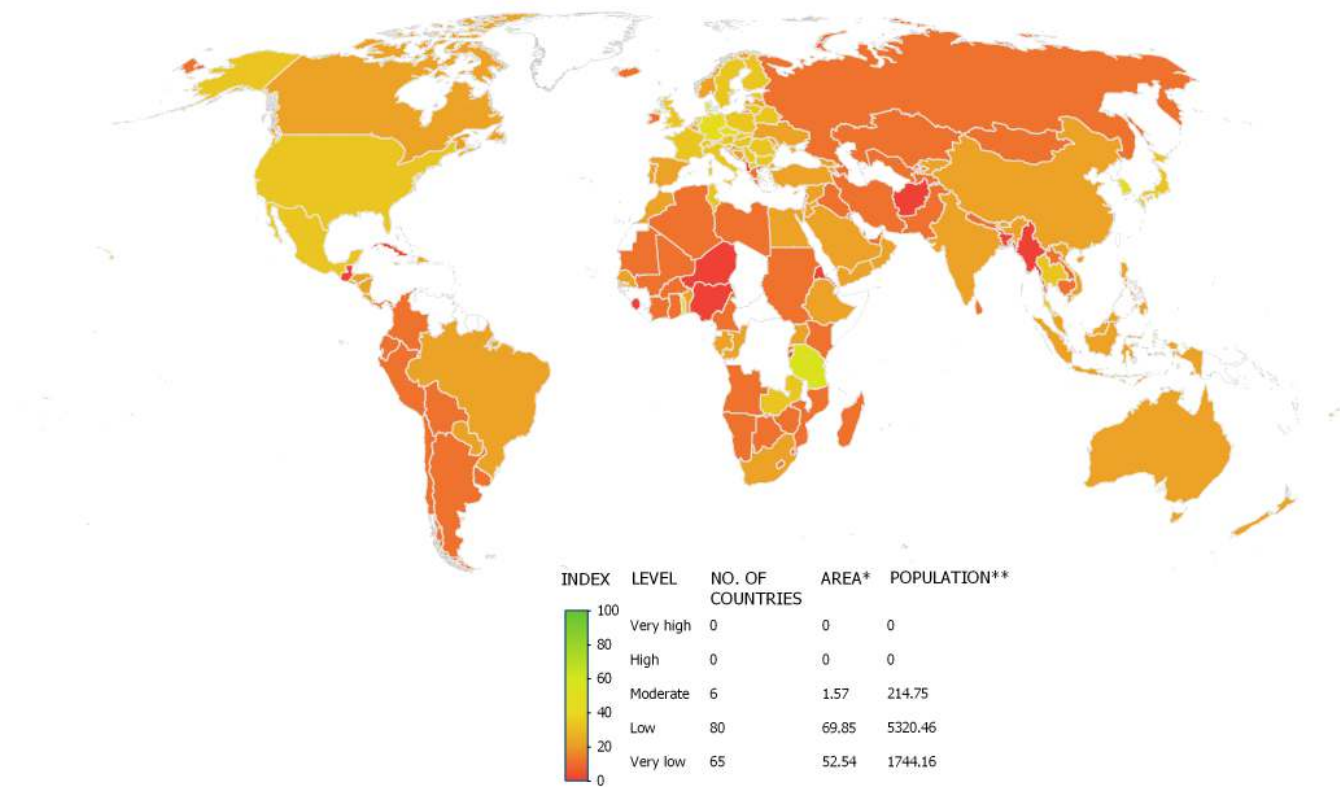 INDEX LEVEL NO. OF COUNTRIES AREA* POPULATION**
100
Very high 0 0 0
80
High 0 0 0
60
Moderate 6 1.57 214.75
40
Low 80 69.85 5320.46
20
Very low 65 52.54 1744.16
0